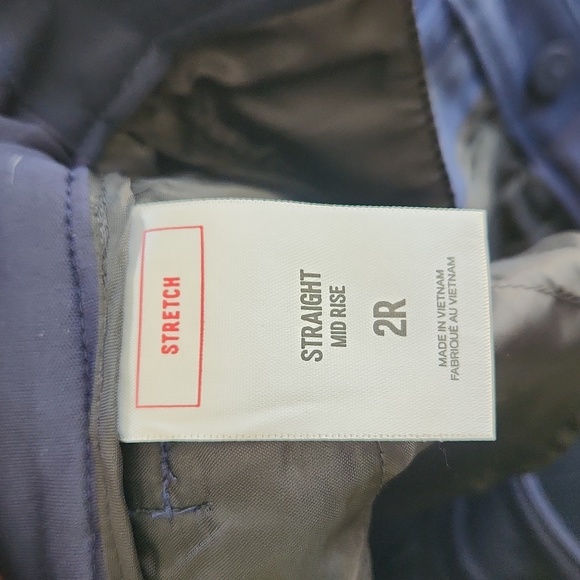 STRETCH
STRAIGHT
MID RISE
2R
MADE IN VIETNAM
FABRIQUÉ AU VIETNAM